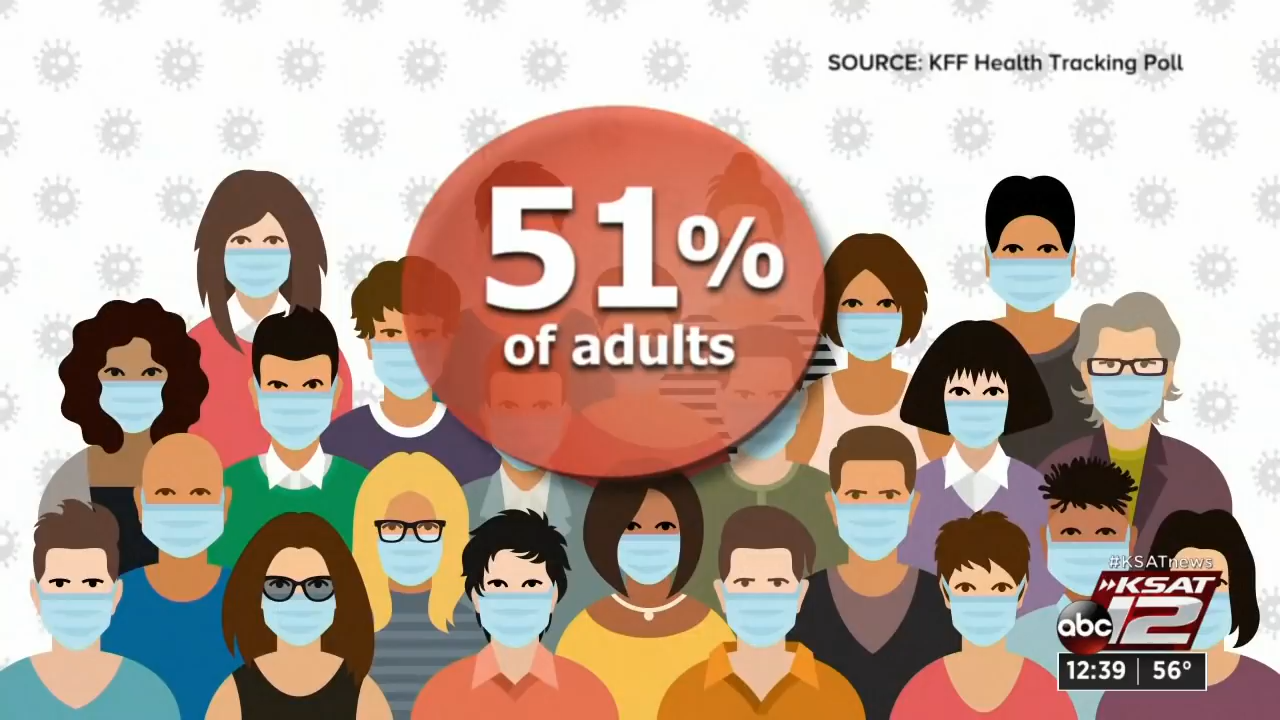 SOURCE: KFF Health Tracking Poll
51%
of adults
#KSATnews
KSAT
abc 12
12:39 | 56°